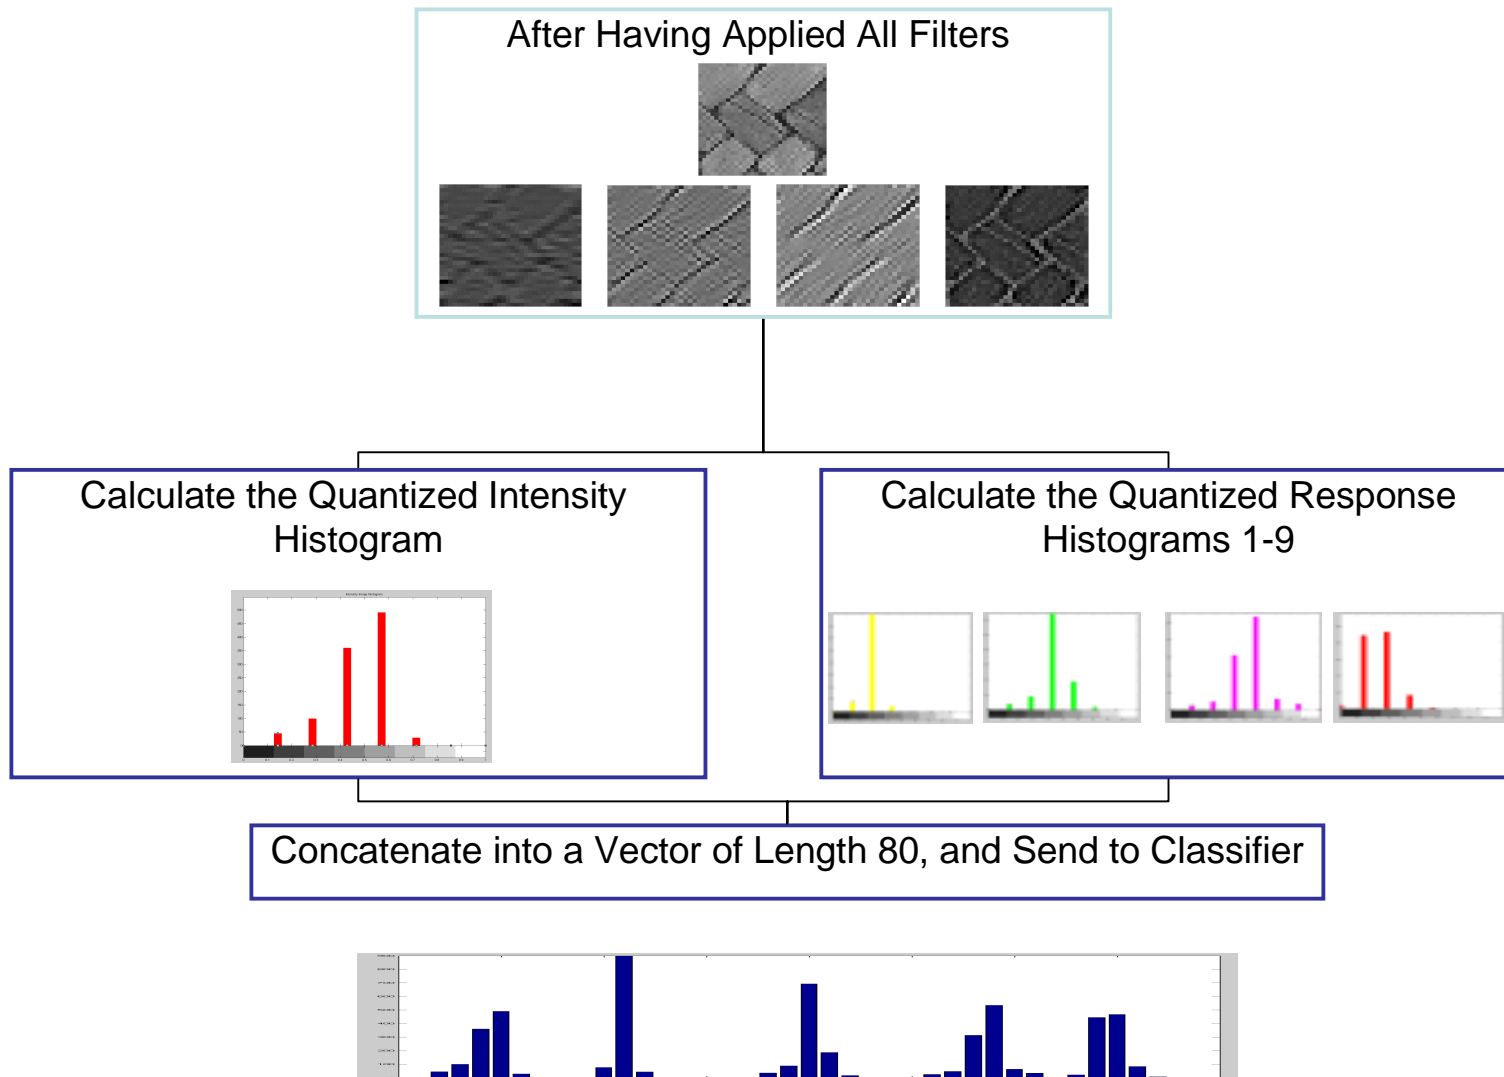 After Having Applied All Filters
Calculate the Quantized Intensity
Histogram
Calculate the Quantized Response
Histograms 1-9
Concatenate into a Vector of Length 80, and Send to Classifier